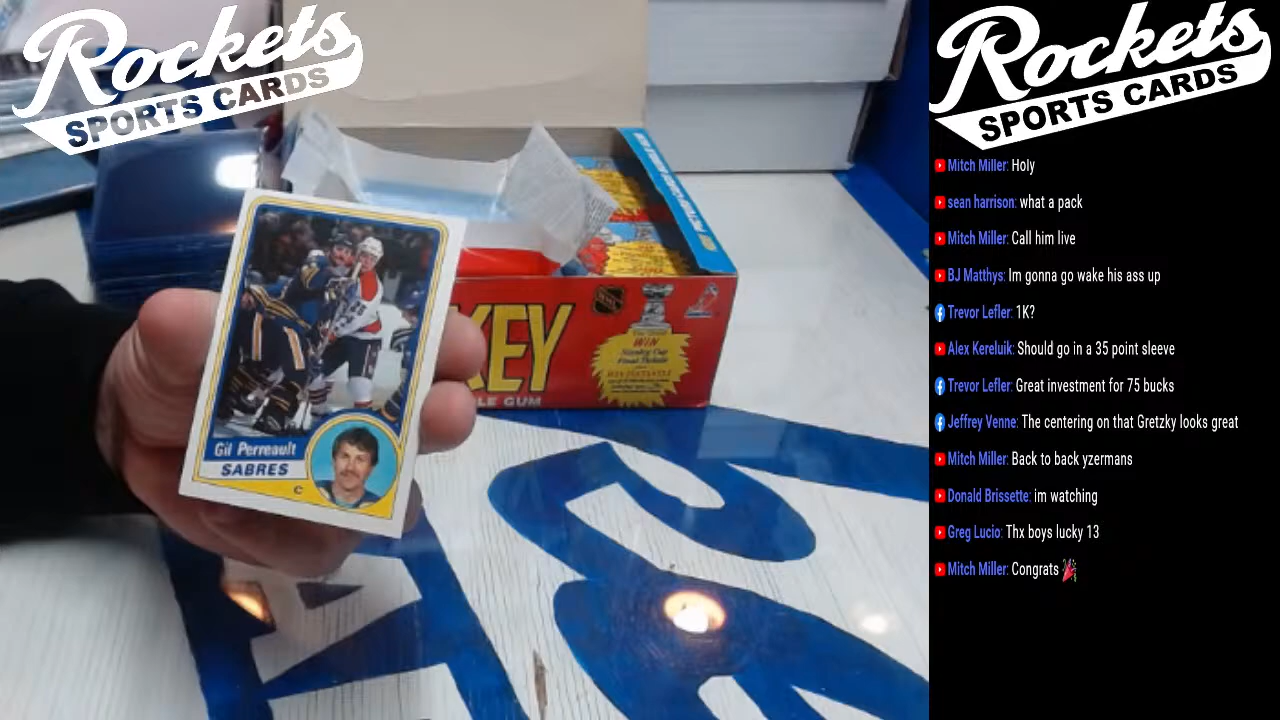 Rockets
SPORTS CARDS
Rockets
SPORTS CARDS
Mitch Miller: Holy
sean harrison: what a pack
Mitch Miller: Call him live
BJ Matthys: Im gonna go wake his ass up
Trevor Lefler: 1K?
Alex Kereluik: Should go in a 35 point sleeve
Trevor Lefler: Great investment for 75 bucks
Jeffrey Venne: The centering on that Gretzky looks great
Mitch Miller: Back to back yzermans
Donald Brissette: im watching
Greg Lucio: Thx boys lucky 13
Mitch Miller: Congrats 🎉
Gil Perreault
SABRES
C
KEY
LE GUM
NHL
WIN
Stanley Cup